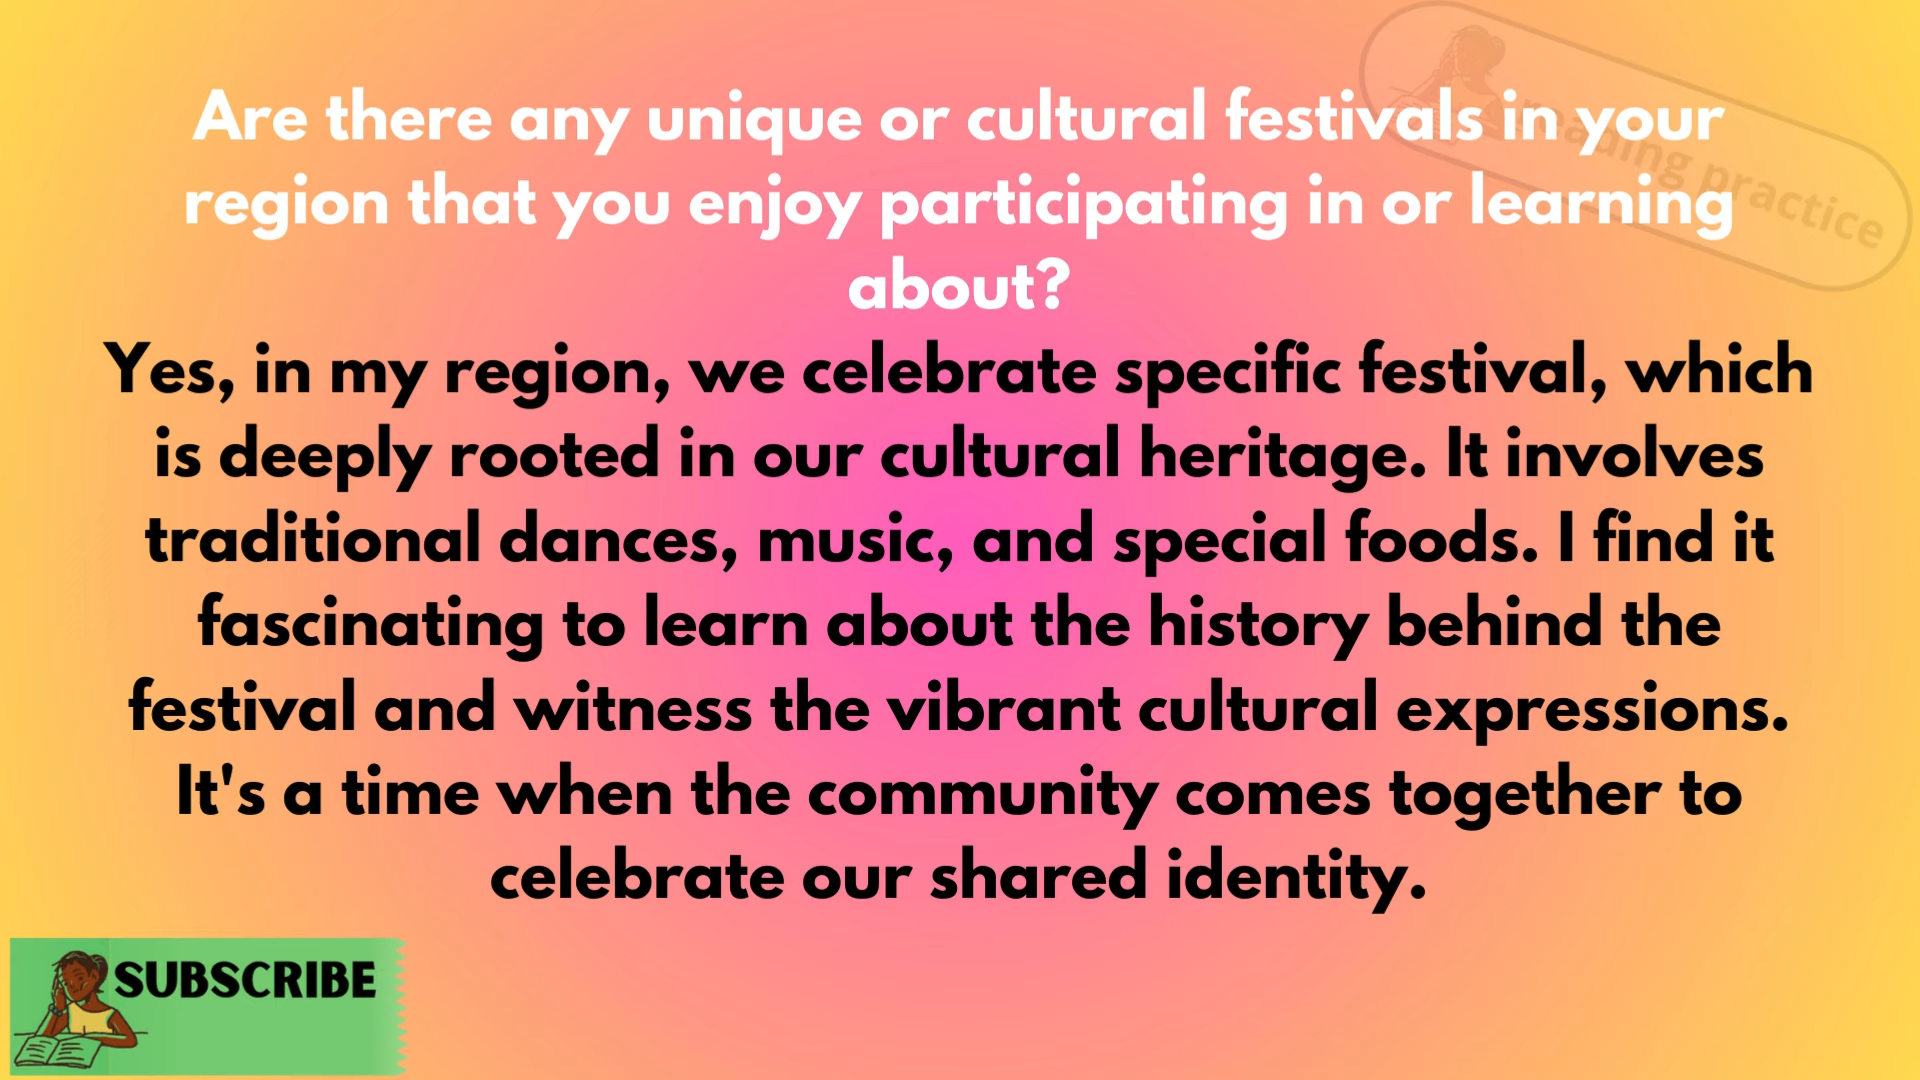 Are there any unique or cultural festivals in your
region that you enjoy participating in or learning
about?
Yes, in my region, we celebrate specific festival, which
is deeply rooted in our cultural heritage. It involves
traditional dances, music, and special foods. I find it
fascinating to learn about the history behind the
festival and witness the vibrant cultural expressions.
It's a time when the community comes together to
celebrate our shared identity.
reading practice
SUBSCRIBE